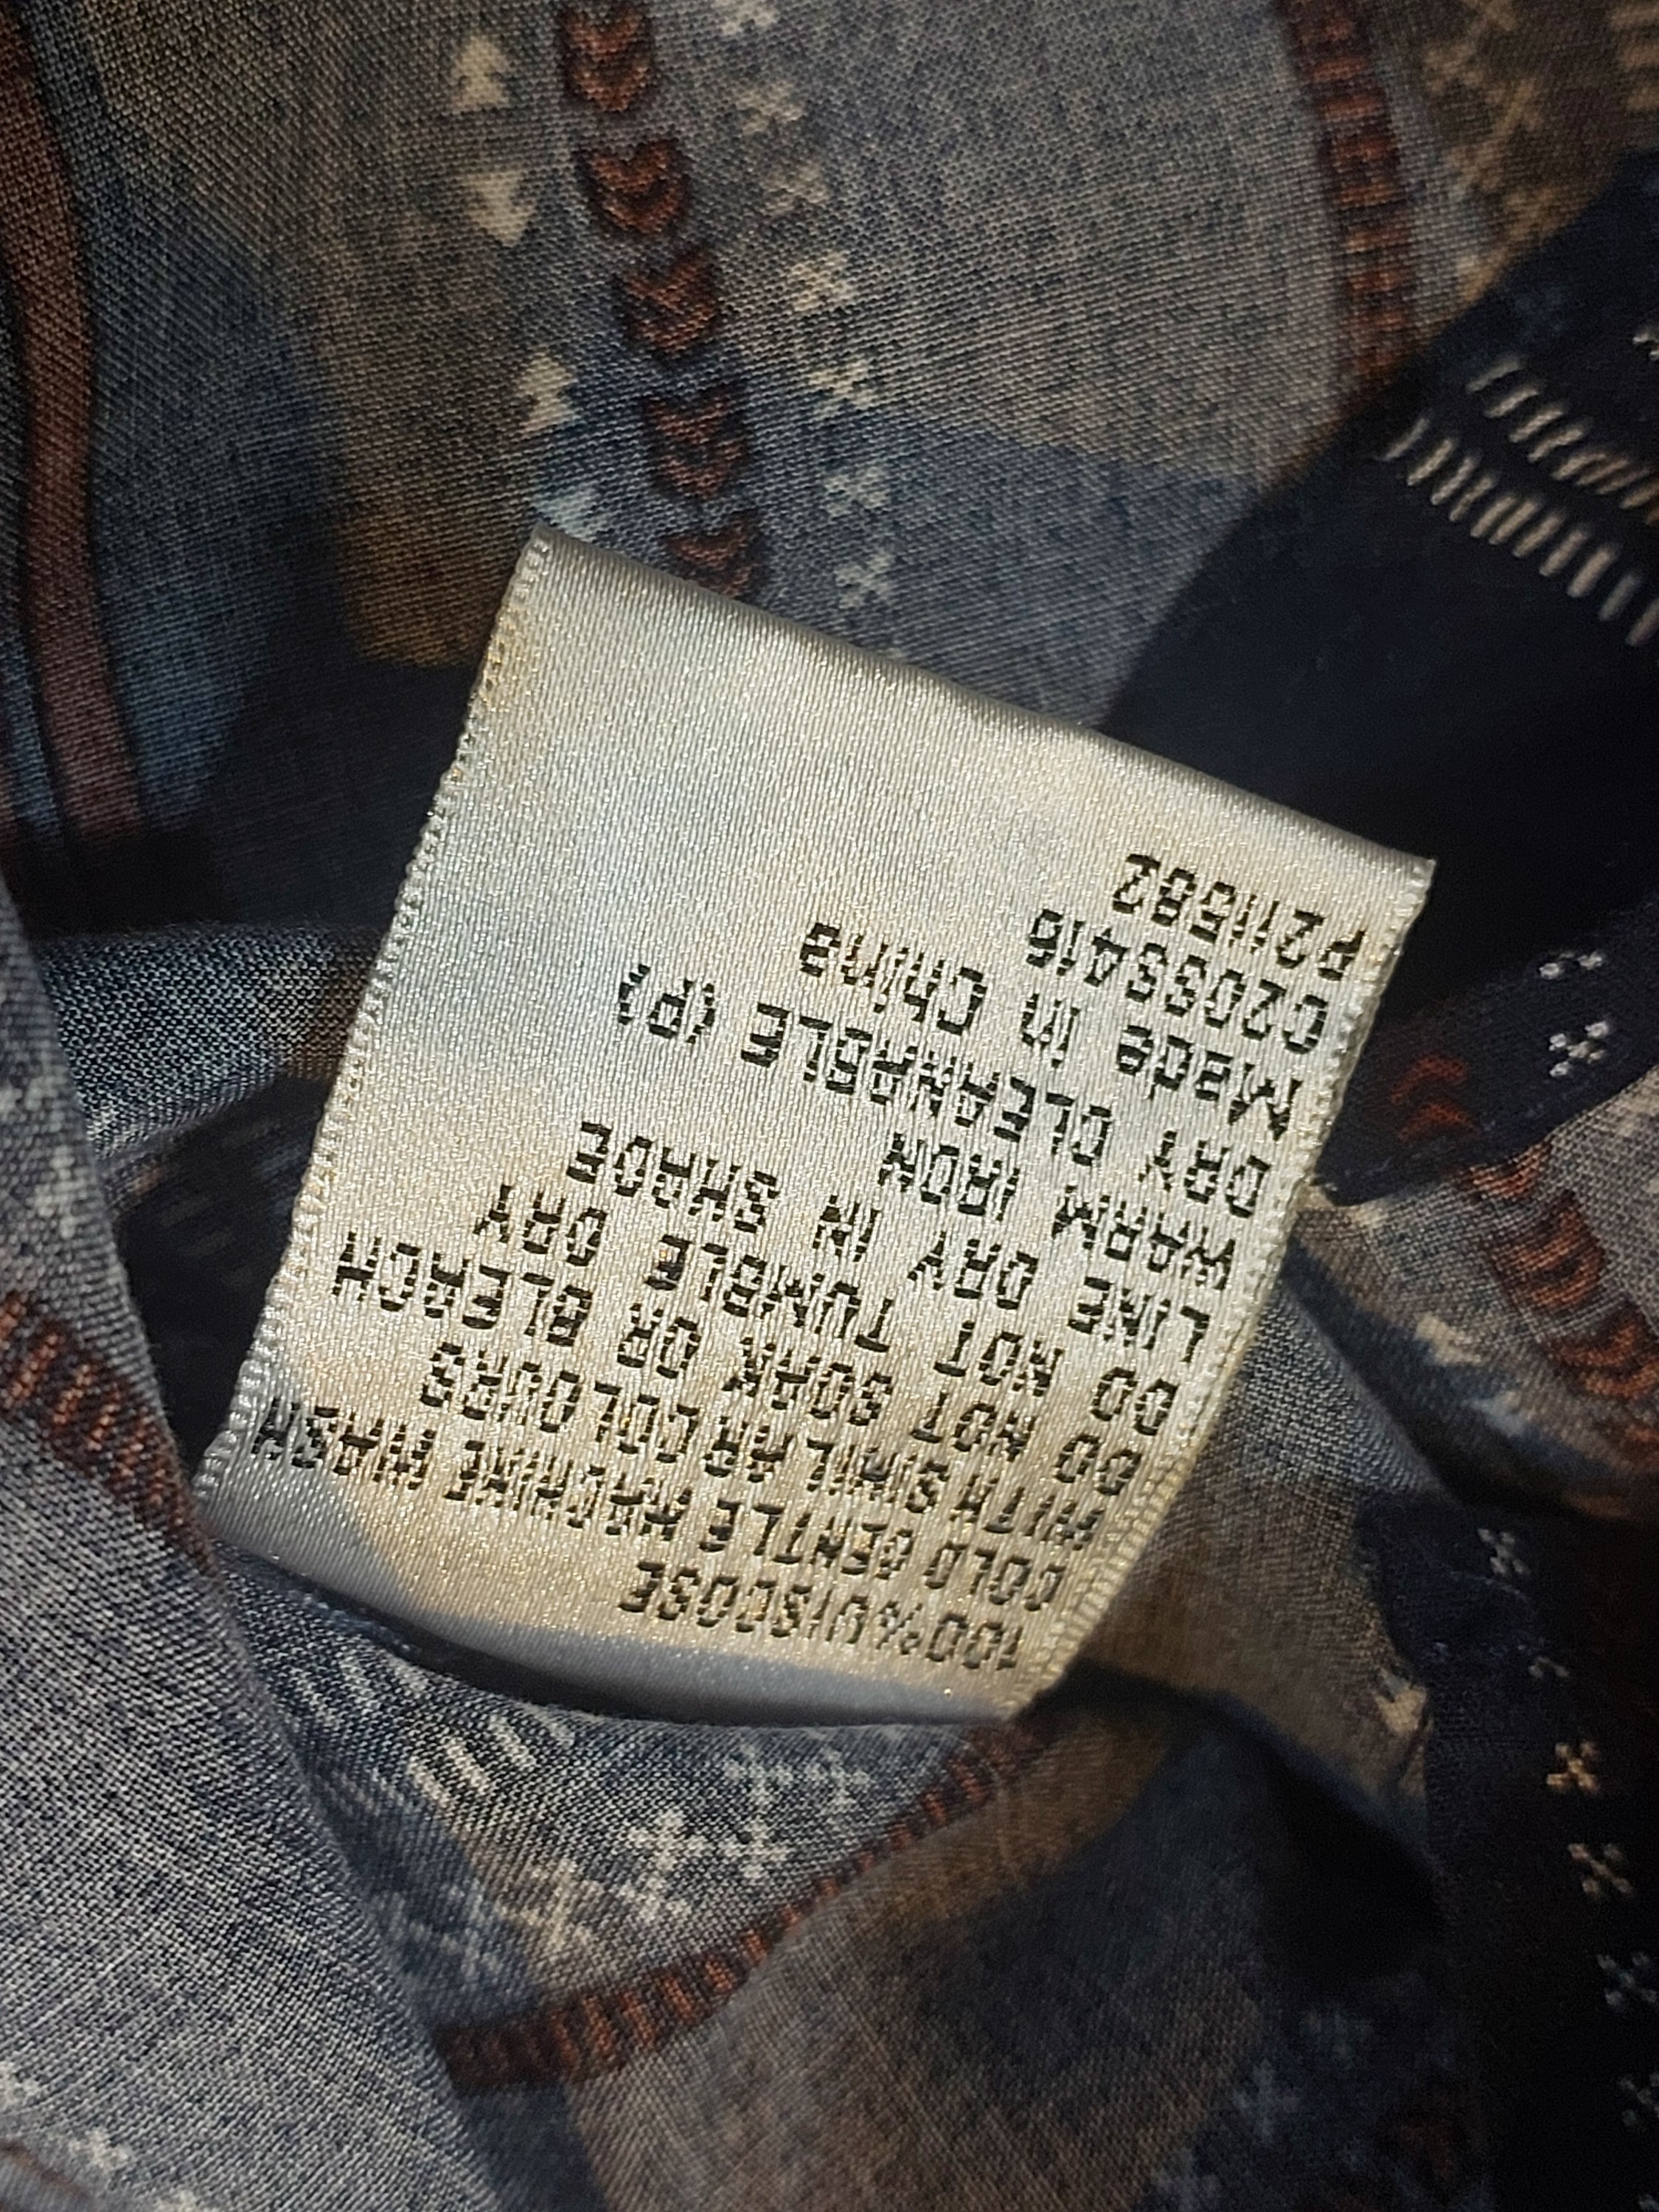 100%VISCOSE
COLD GENTLE MACHINE WASH
WITH SIMILAR COLOURS
DO NOT SOAK OR BLEACH
DO NOT TUMBLE DRY
LINE DRY IN SHADE
WARM IRON
DRY CLEANABLE (P)
Made in China
C20SS416
P211582